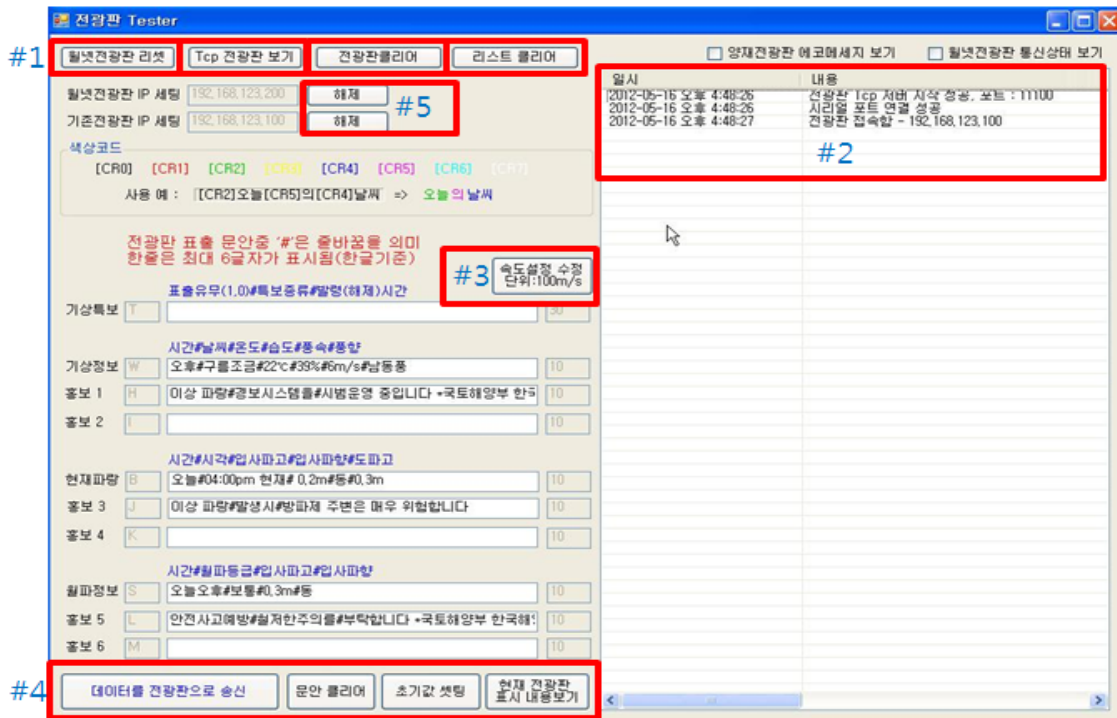 전광판 Tester
#1
월넷전광판 리셋
Tcp 전광판 보기
전광판클리어
리스트 클리어
양재전광판 에코메세지 보기
월넷전광판 통신상태 보기
월넷전광판 IP 세팅 192,168,123,200 해제
기존전광판 IP 세팅 192,168,123,100 해제
#5
색상코드
[CR0] [CR1] [CR2] [CR3] [CR4] [CR5] [CR6] [CR7]
사용 예 : [CR2]오늘[CR5]의[CR4]날씨 => 오늘의날씨
전광판 표출 문안중 '#'은 줄바꿈을 의미
한줄은 최대 6글자가 표시됨(한글기준)
#3
속도설정 수정
단위:100m/s
표출유무(1,0)#특보종류#발령(해제)시간
기상특보 T 30
시간#날씨#온도#습도#풍속#풍향
기상정보 W 오후#구름조금#22℃#39%#6m/s#남동풍 10
홍보 1 H 이상 파랑#경보시스템을#시범운영 중입니다 *국토해양부 한국 10
홍보 2 I 10
시간#시각#입사파고#입사파향#도파고
현재파랑 B 오늘#04:00pm 현재# 0,2m#동#0,3m 10
홍보 3 J 이상 파랑#발생시#방파제 주변은 매우 위험합니다 10
홍보 4 K 10
시간#월파등급#입사파고#입사파향
월파정보 S 오늘오후#보통#0,3m#동 10
홍보 5 L 안전사고예방#철저한주의를#부탁합니다 *국토해양부 한국해 10
홍보 6 M 10
#4
데이터를 전광판으로 송신
문안 클리어
초기값 셋팅
현재 전광판
표시 내용보기
일시 내용
2012-05-16 오후 4:48:26 전광판 Tcp 서버 시작 성공, 포트 : 11100
2012-05-16 오후 4:48:26 시리얼 포트 연결 성공
2012-05-16 오후 4:48:27 전광판 접속함 - 192,168,123,100
#2